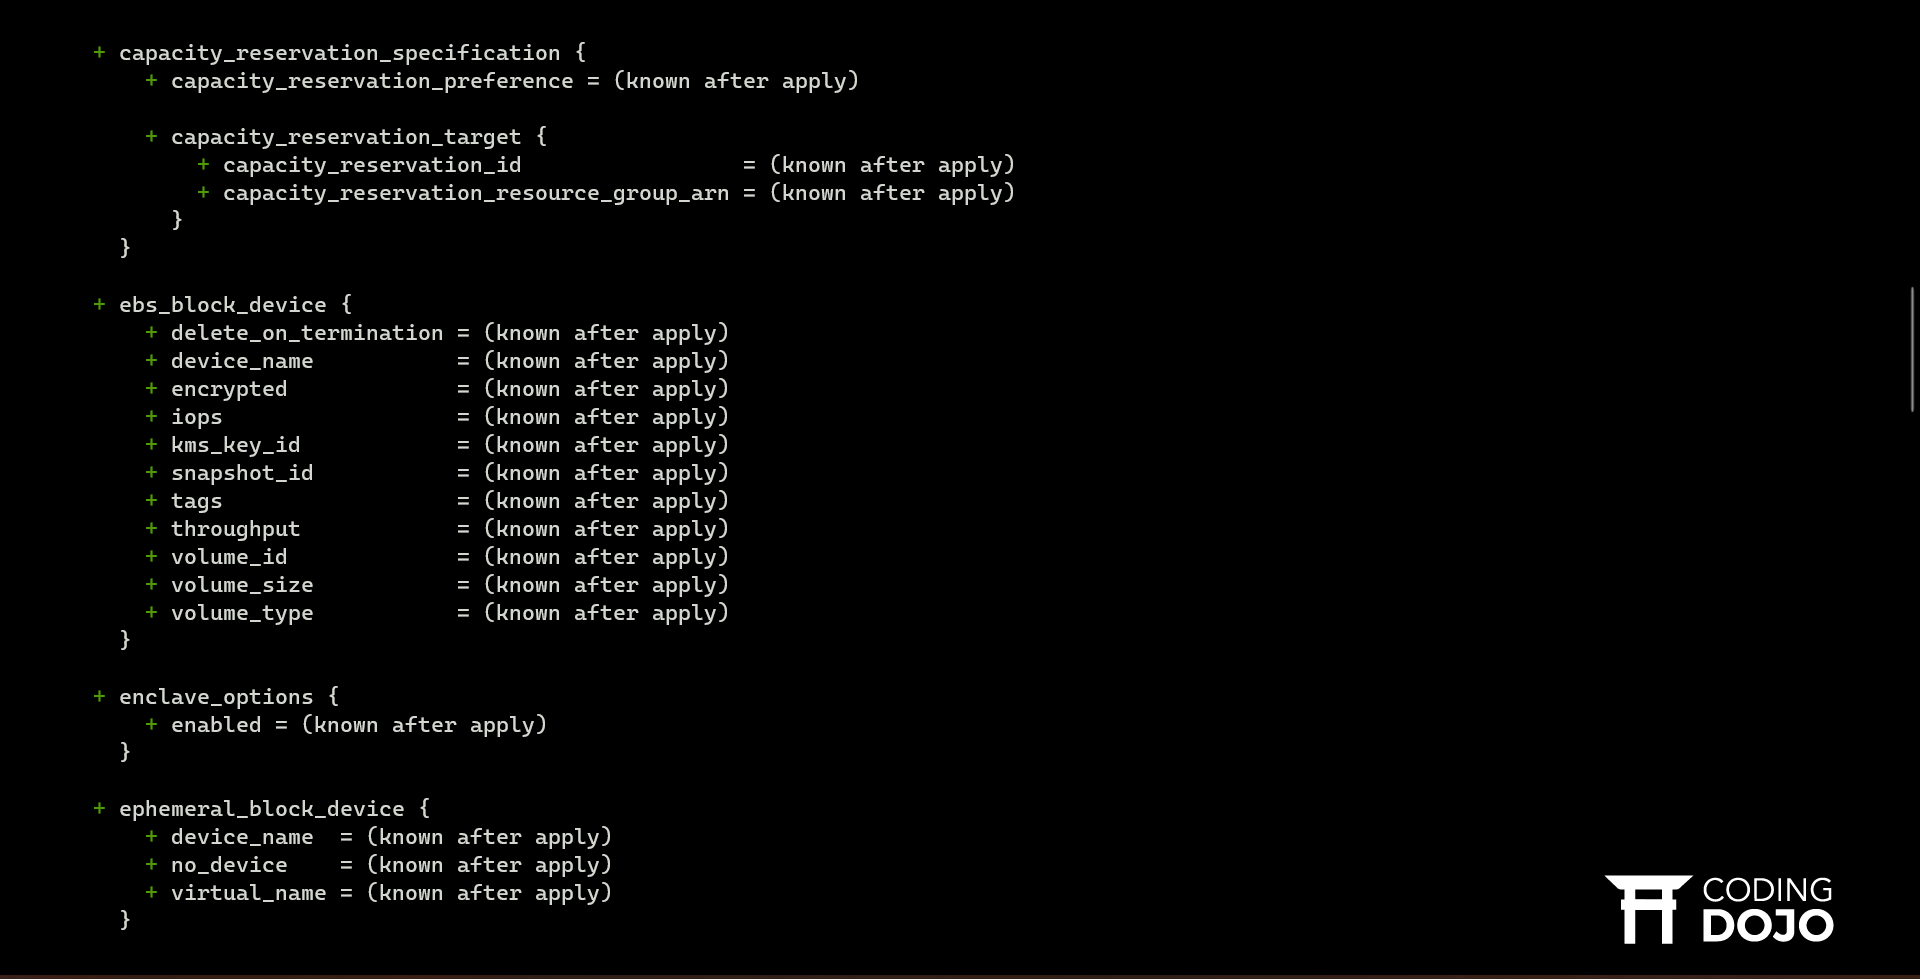 + capacity_reservation_specification {
+ capacity_reservation_preference = (known after apply)
+ capacity_reservation_target {
+ capacity_reservation_id = (known after apply)
+ capacity_reservation_resource_group_arn = (known after apply)
}
}
+ ebs_block_device {
+ delete_on_termination = (known after apply)
+ device_name = (known after apply)
+ encrypted = (known after apply)
+ iops = (known after apply)
+ kms_key_id = (known after apply)
+ snapshot_id = (known after apply)
+ tags = (known after apply)
+ throughput = (known after apply)
+ volume_id = (known after apply)
+ volume_size = (known after apply)
+ volume_type = (known after apply)
}
+ enclave_options {
+ enabled = (known after apply)
}
+ ephemeral_block_device {
+ device_name = (known after apply)
+ no_device = (known after apply)
+ virtual_name = (known after apply)
}
CODING
DOJO